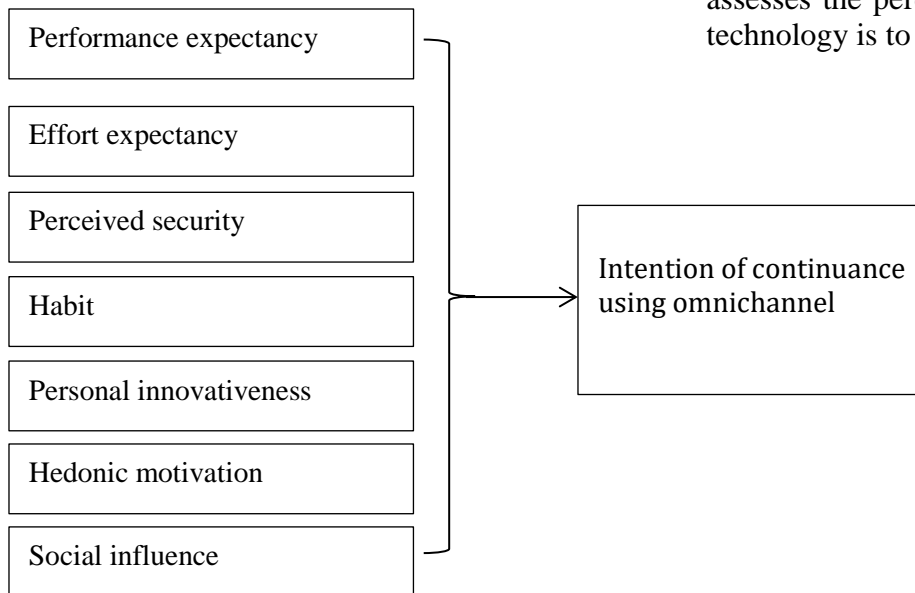 assesses the per
technology is to
Performance expectancy
Effort expectancy
Perceived security
Habit
Personal innovativeness
Hedonic motivation
Social influence
Intention of continuance
using omnichannel